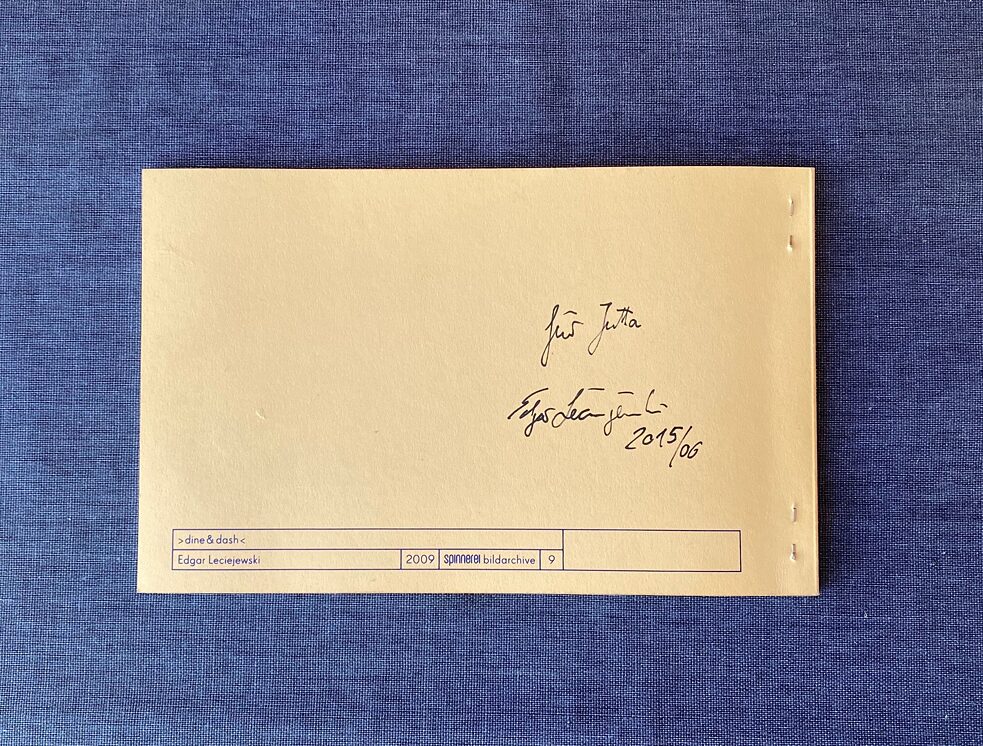 für Jutta
Edgar Leciejewski
2015/06
>dine & dash<
Edgar Leciejewski 2009 spinnerei bildarchive 9